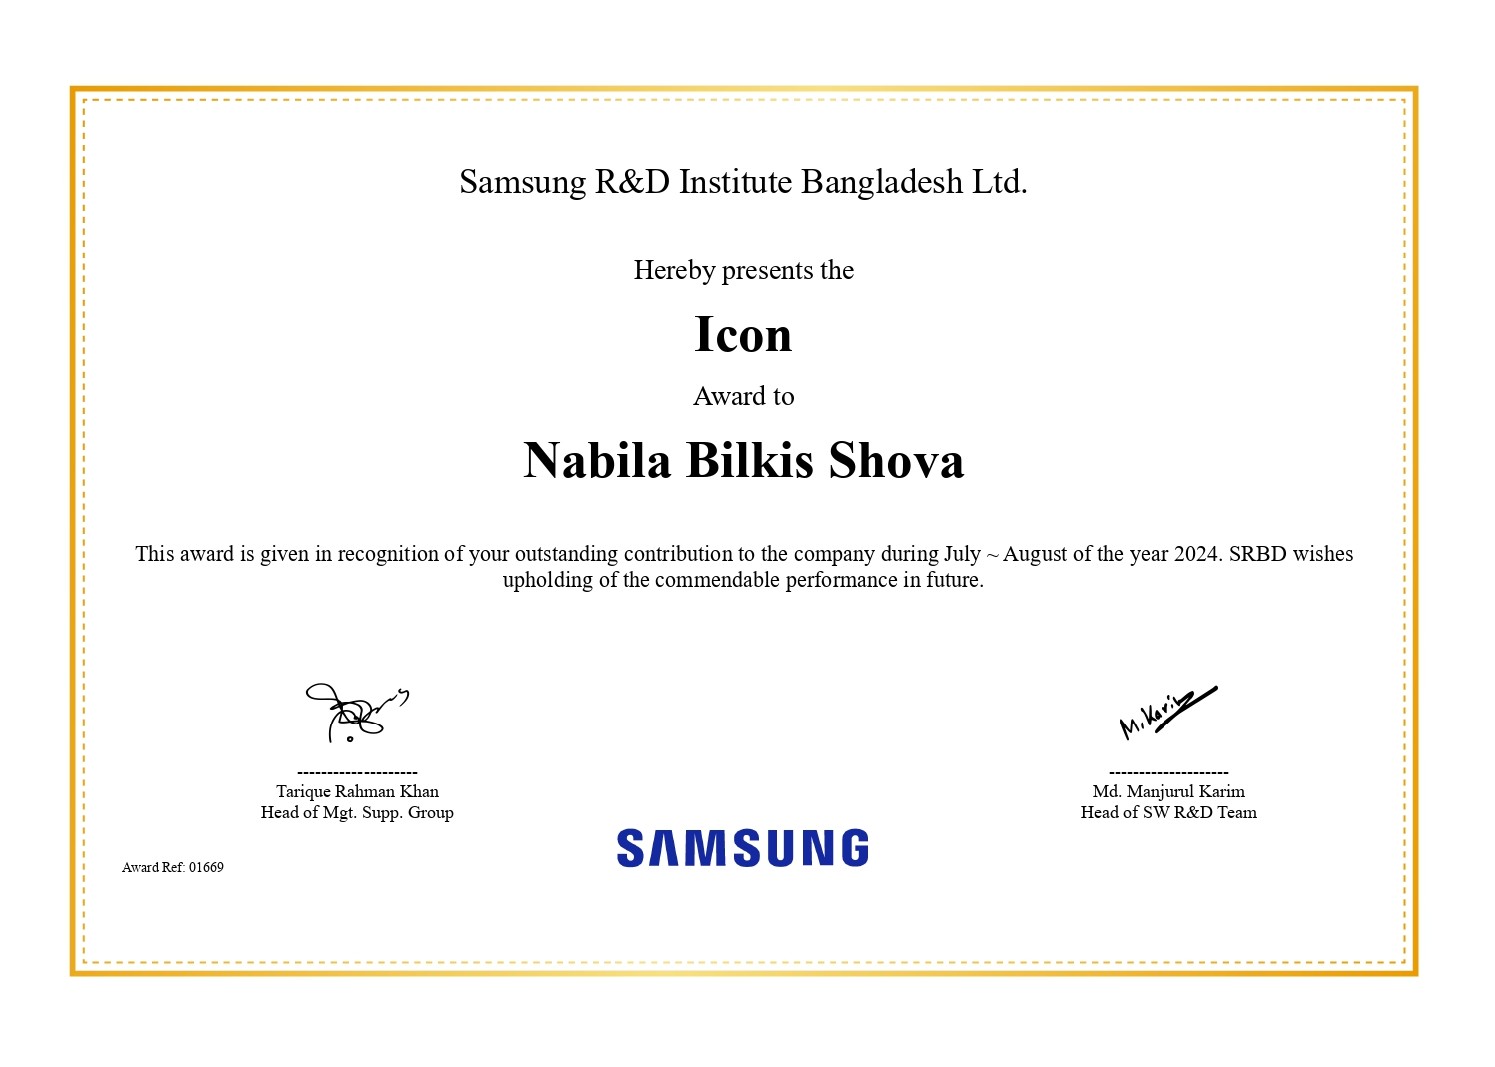 Samsung R&D Institute Bangladesh Ltd.
Hereby presents the
Icon
Award to
Nabila Bilkis Shova
This award is given in recognition of your outstanding contribution to the company during July ~ August of the year 2024. SRBD wishes
upholding of the commendable performance in future.
M. Karim
--------------------
Tarique Rahman Khan
Head of Mgt. Supp. Group
--------------------
Md. Manjurul Karim
Head of SW R&D Team
SAMSUNG
Award Ref: 01669